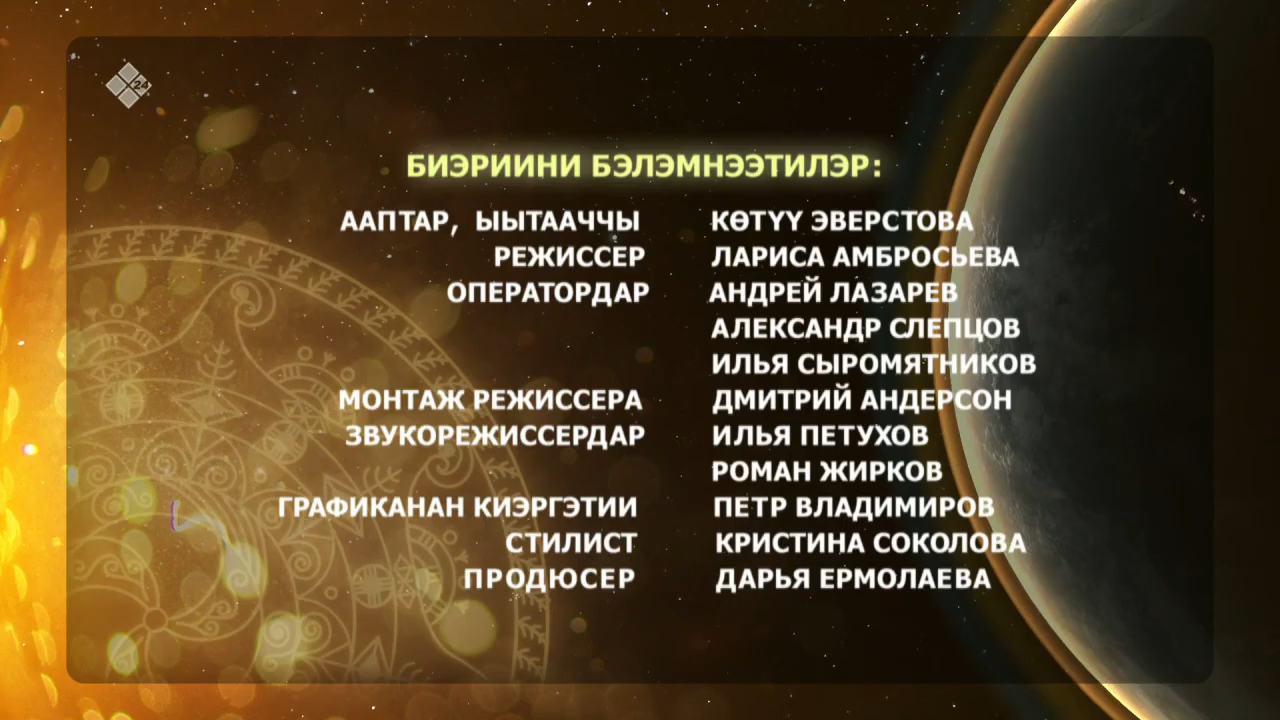 24
БИЭРИИНИ БЭЛЭМНЭЭТИЛЭР:
ААПТАР, ЫЫТААЧЧЫ КӨТҮҮ ЭВЕРСТОВА
РЕЖИССЕР ЛАРИСА АМБРОСЬЕВА
ОПЕРАТОРДАР АНДРЕЙ ЛАЗАРЕВ
АЛЕКСАНДР СЛЕПЦОВ
ИЛЬЯ СЫРОМЯТНИКОВ
МОНТАЖ РЕЖИССЕРА ДМИТРИЙ АНДЕРСОН
ЗВУКОРЕЖИССЕРДАР ИЛЬЯ ПЕТУХОВ
РОМАН ЖИРКОВ
ГРАФИКАНАН КИЭРГЭТИИ ПЕТР ВЛАДИМИРОВ
СТИЛИСТ КРИСТИНА СОКОЛОВА
ПРОДЮСЕР ДАРЬЯ ЕРМОЛАЕВА